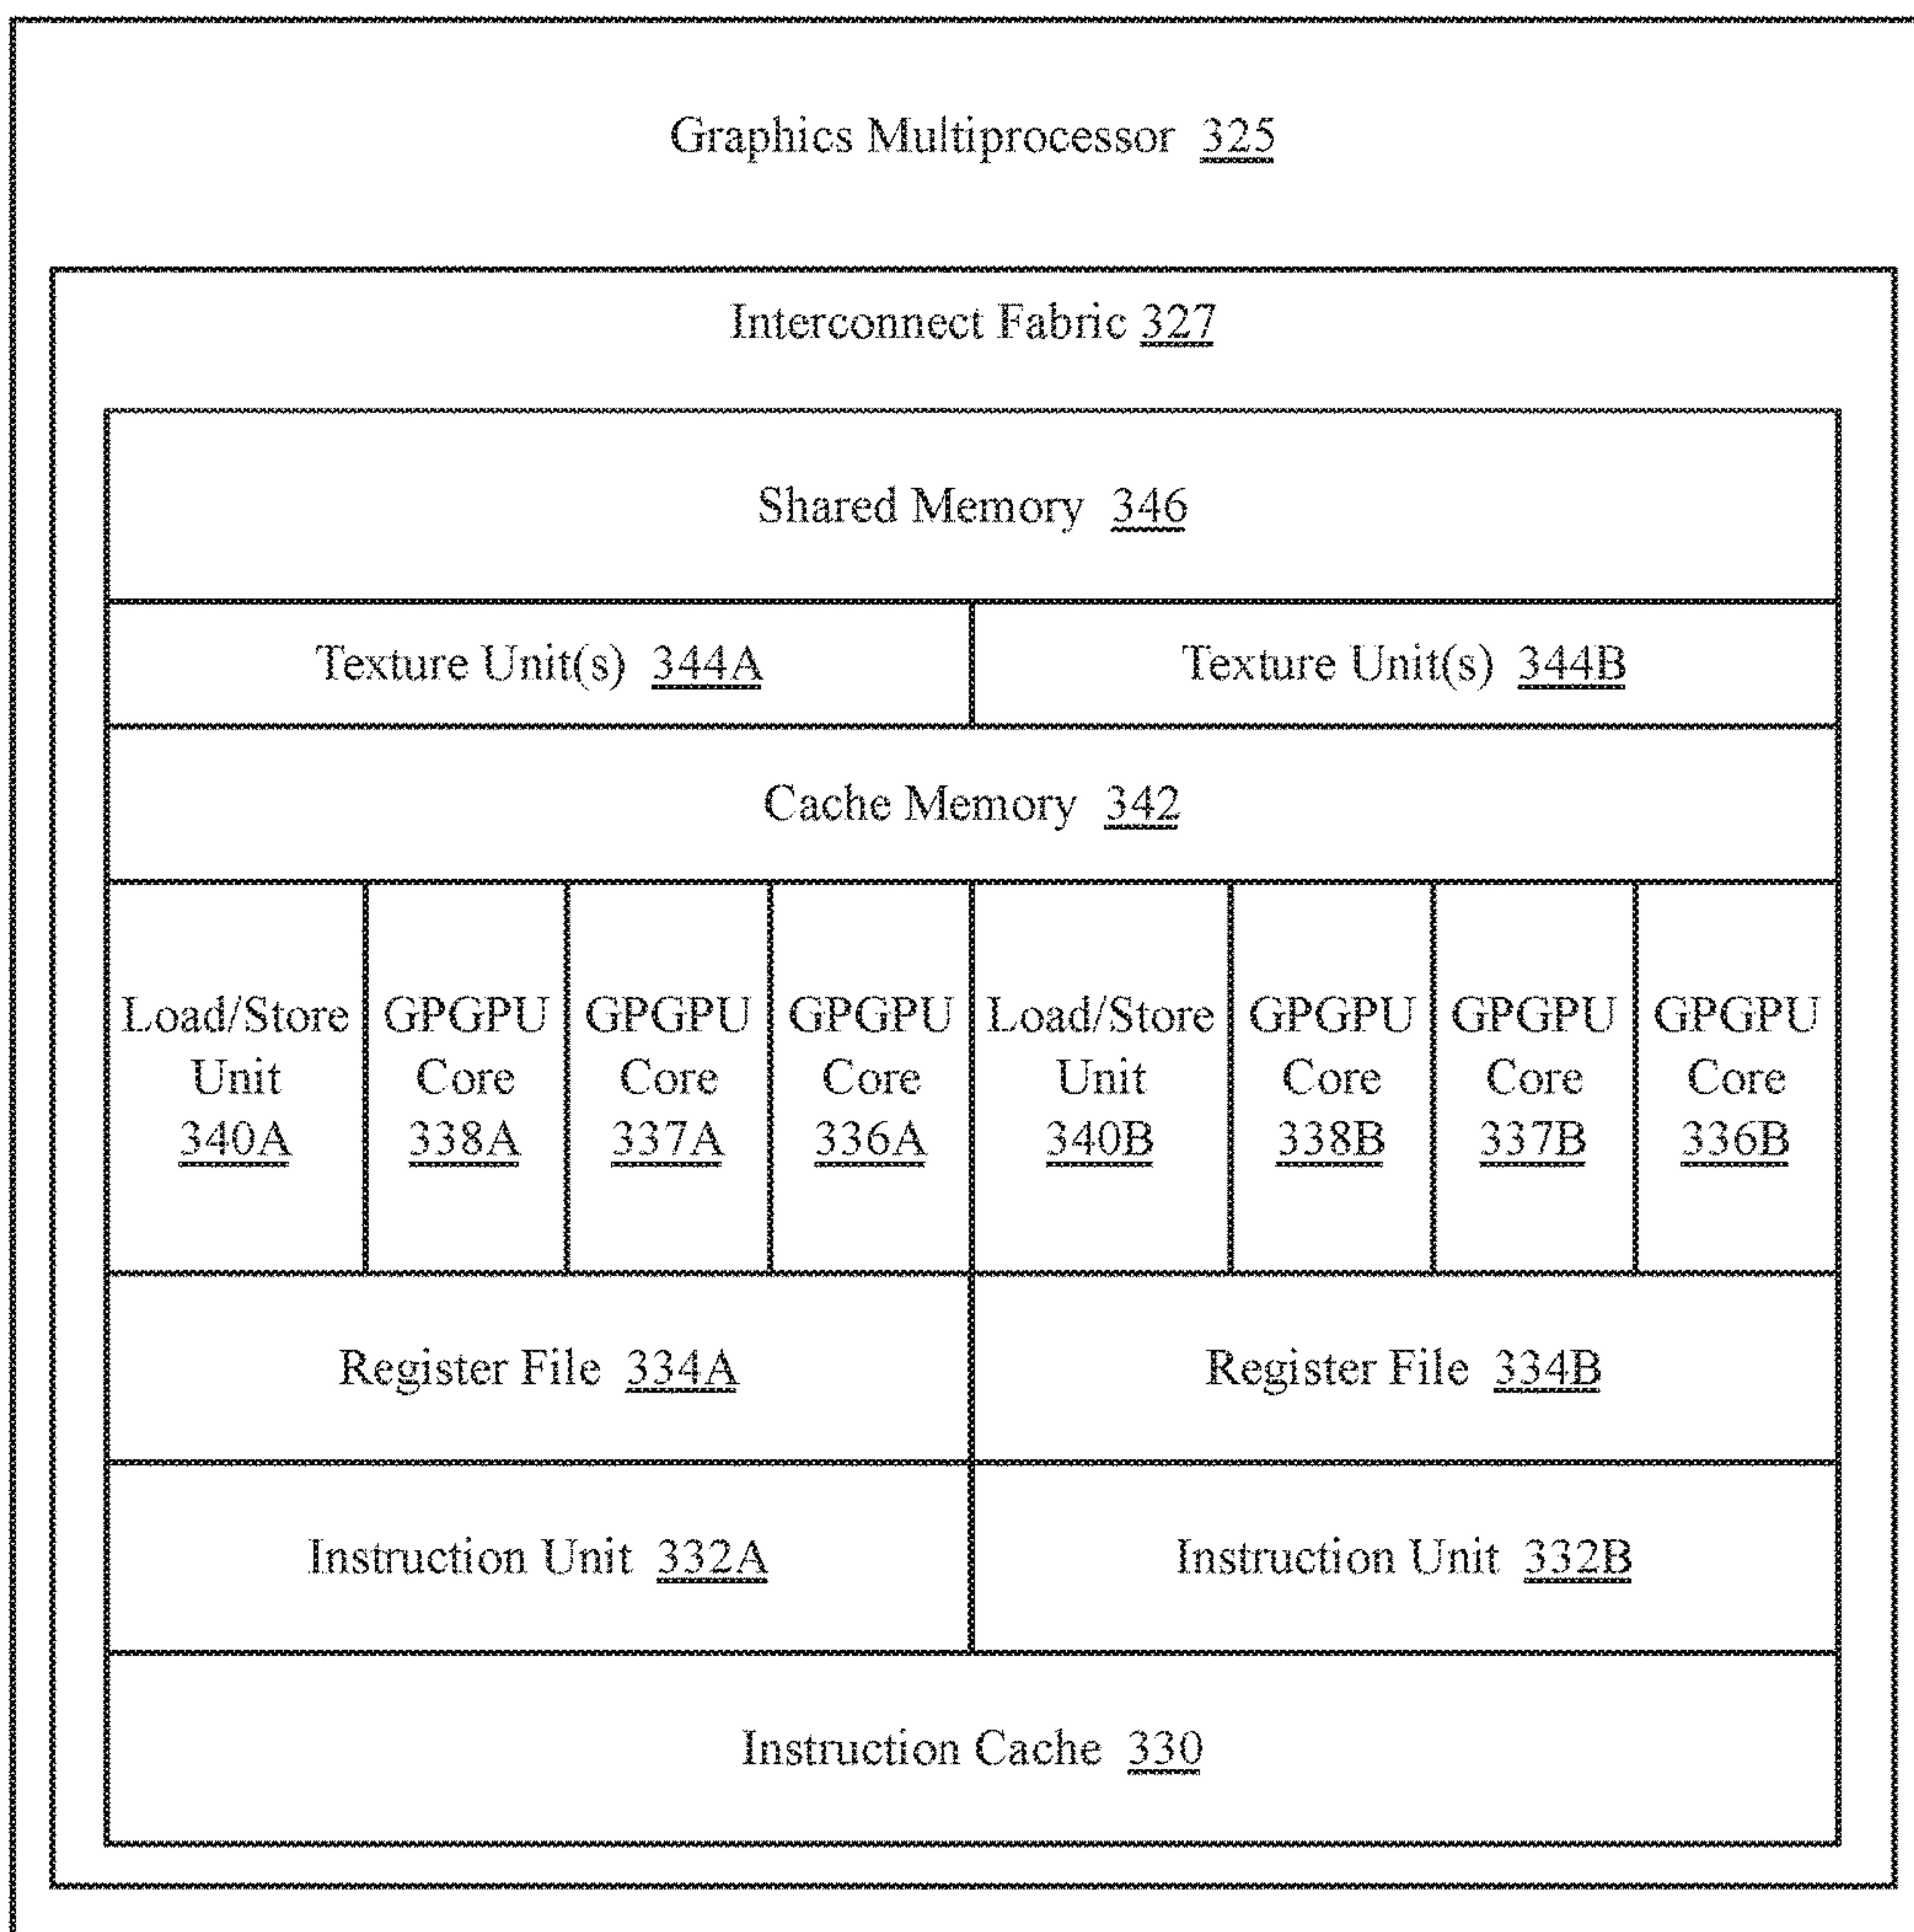 Graphics Multiprocessor 325
Interconnect Fabric 327
Shared Memory 346
Texture Unit(s) 344A
Texture Unit(s) 344B
Cache Memory 342
Load/Store
Unit
340A
GPGPU
Core
338A
GPGPU
Core
337A
GPGPU
Core
336A
Load/Store
Unit
340B
GPGPU
Core
338B
GPGPU
Core
337B
GPGPU
Core
336B
Register File 334A
Register File 334B
Instruction Unit 332A
Instruction Unit 332B
Instruction Cache 330